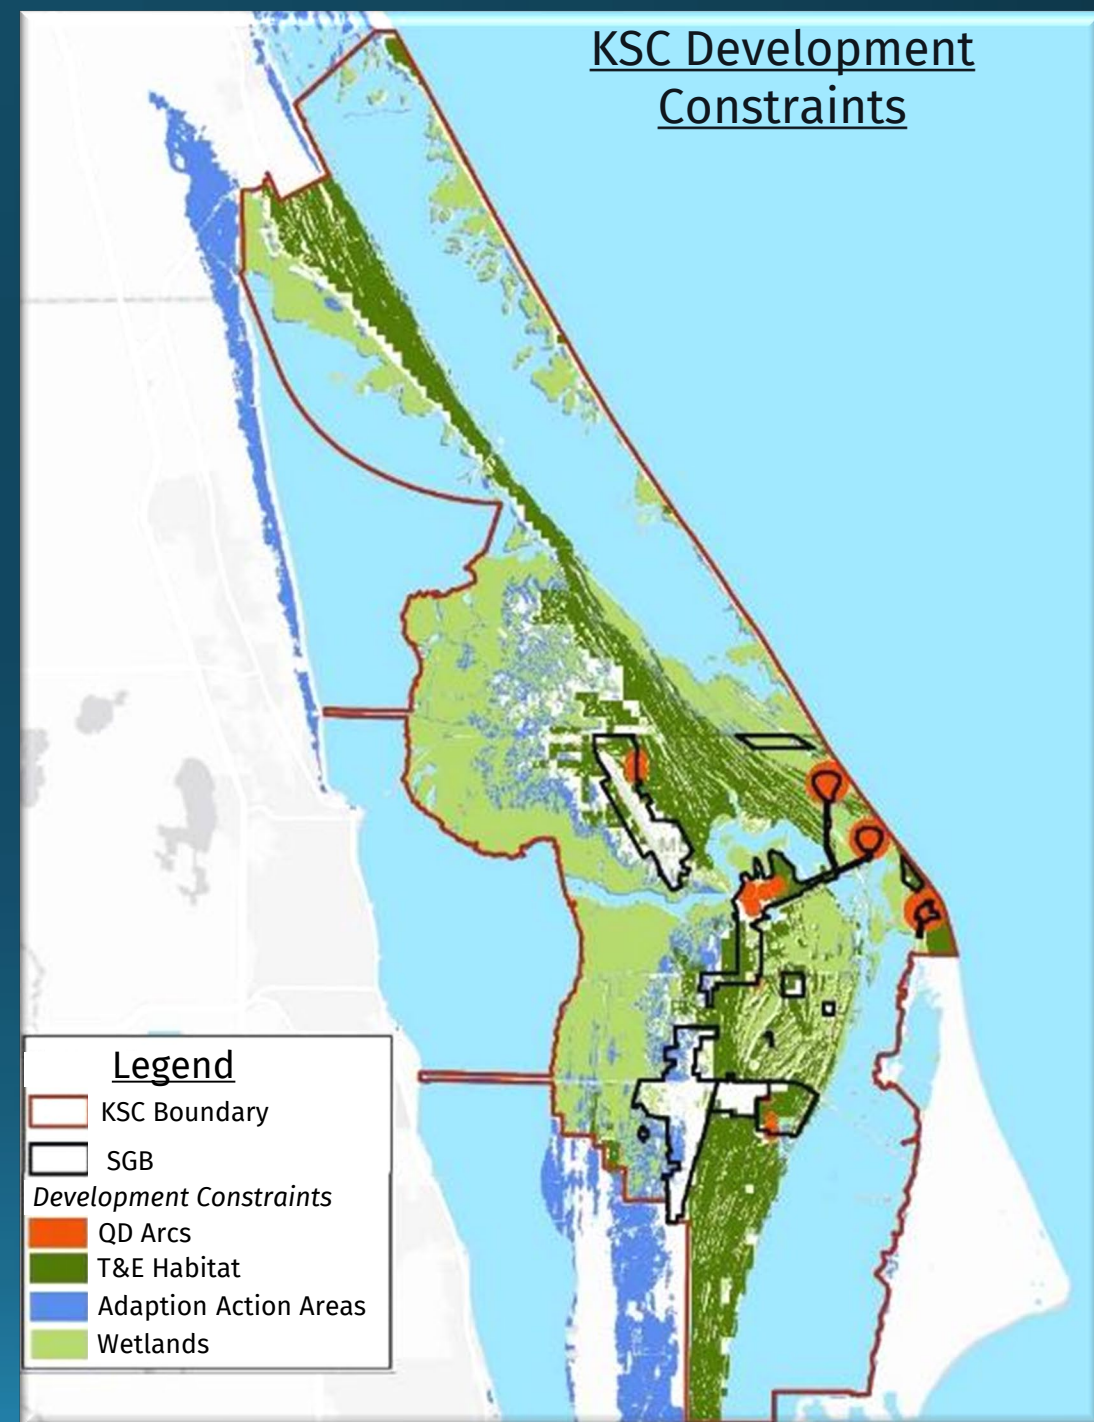 KSC Development
Constraints
Legend
KSC Boundary
SGB
Development Constraints
QD Arcs
T&E Habitat
Adaption Action Areas
Wetlands